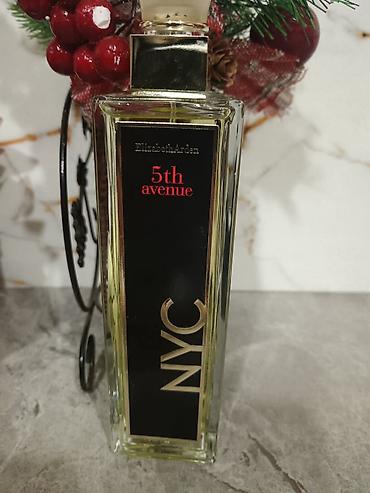 ElizabethArden
5th
avenue
NYC